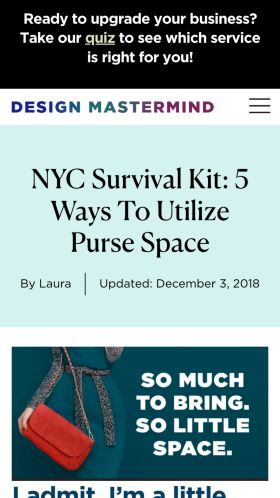 Ready to upgrade your business?
Take our quiz to see which service
is right for you!
DESIGN MASTERMIND
NYC Survival Kit: 5
Ways To Utilize
Purse Space
By Laura
Updated: December 3, 2018
SO MUCH
TO BRING.
SO LITTLE
SPACE.
I admit, I'm a little